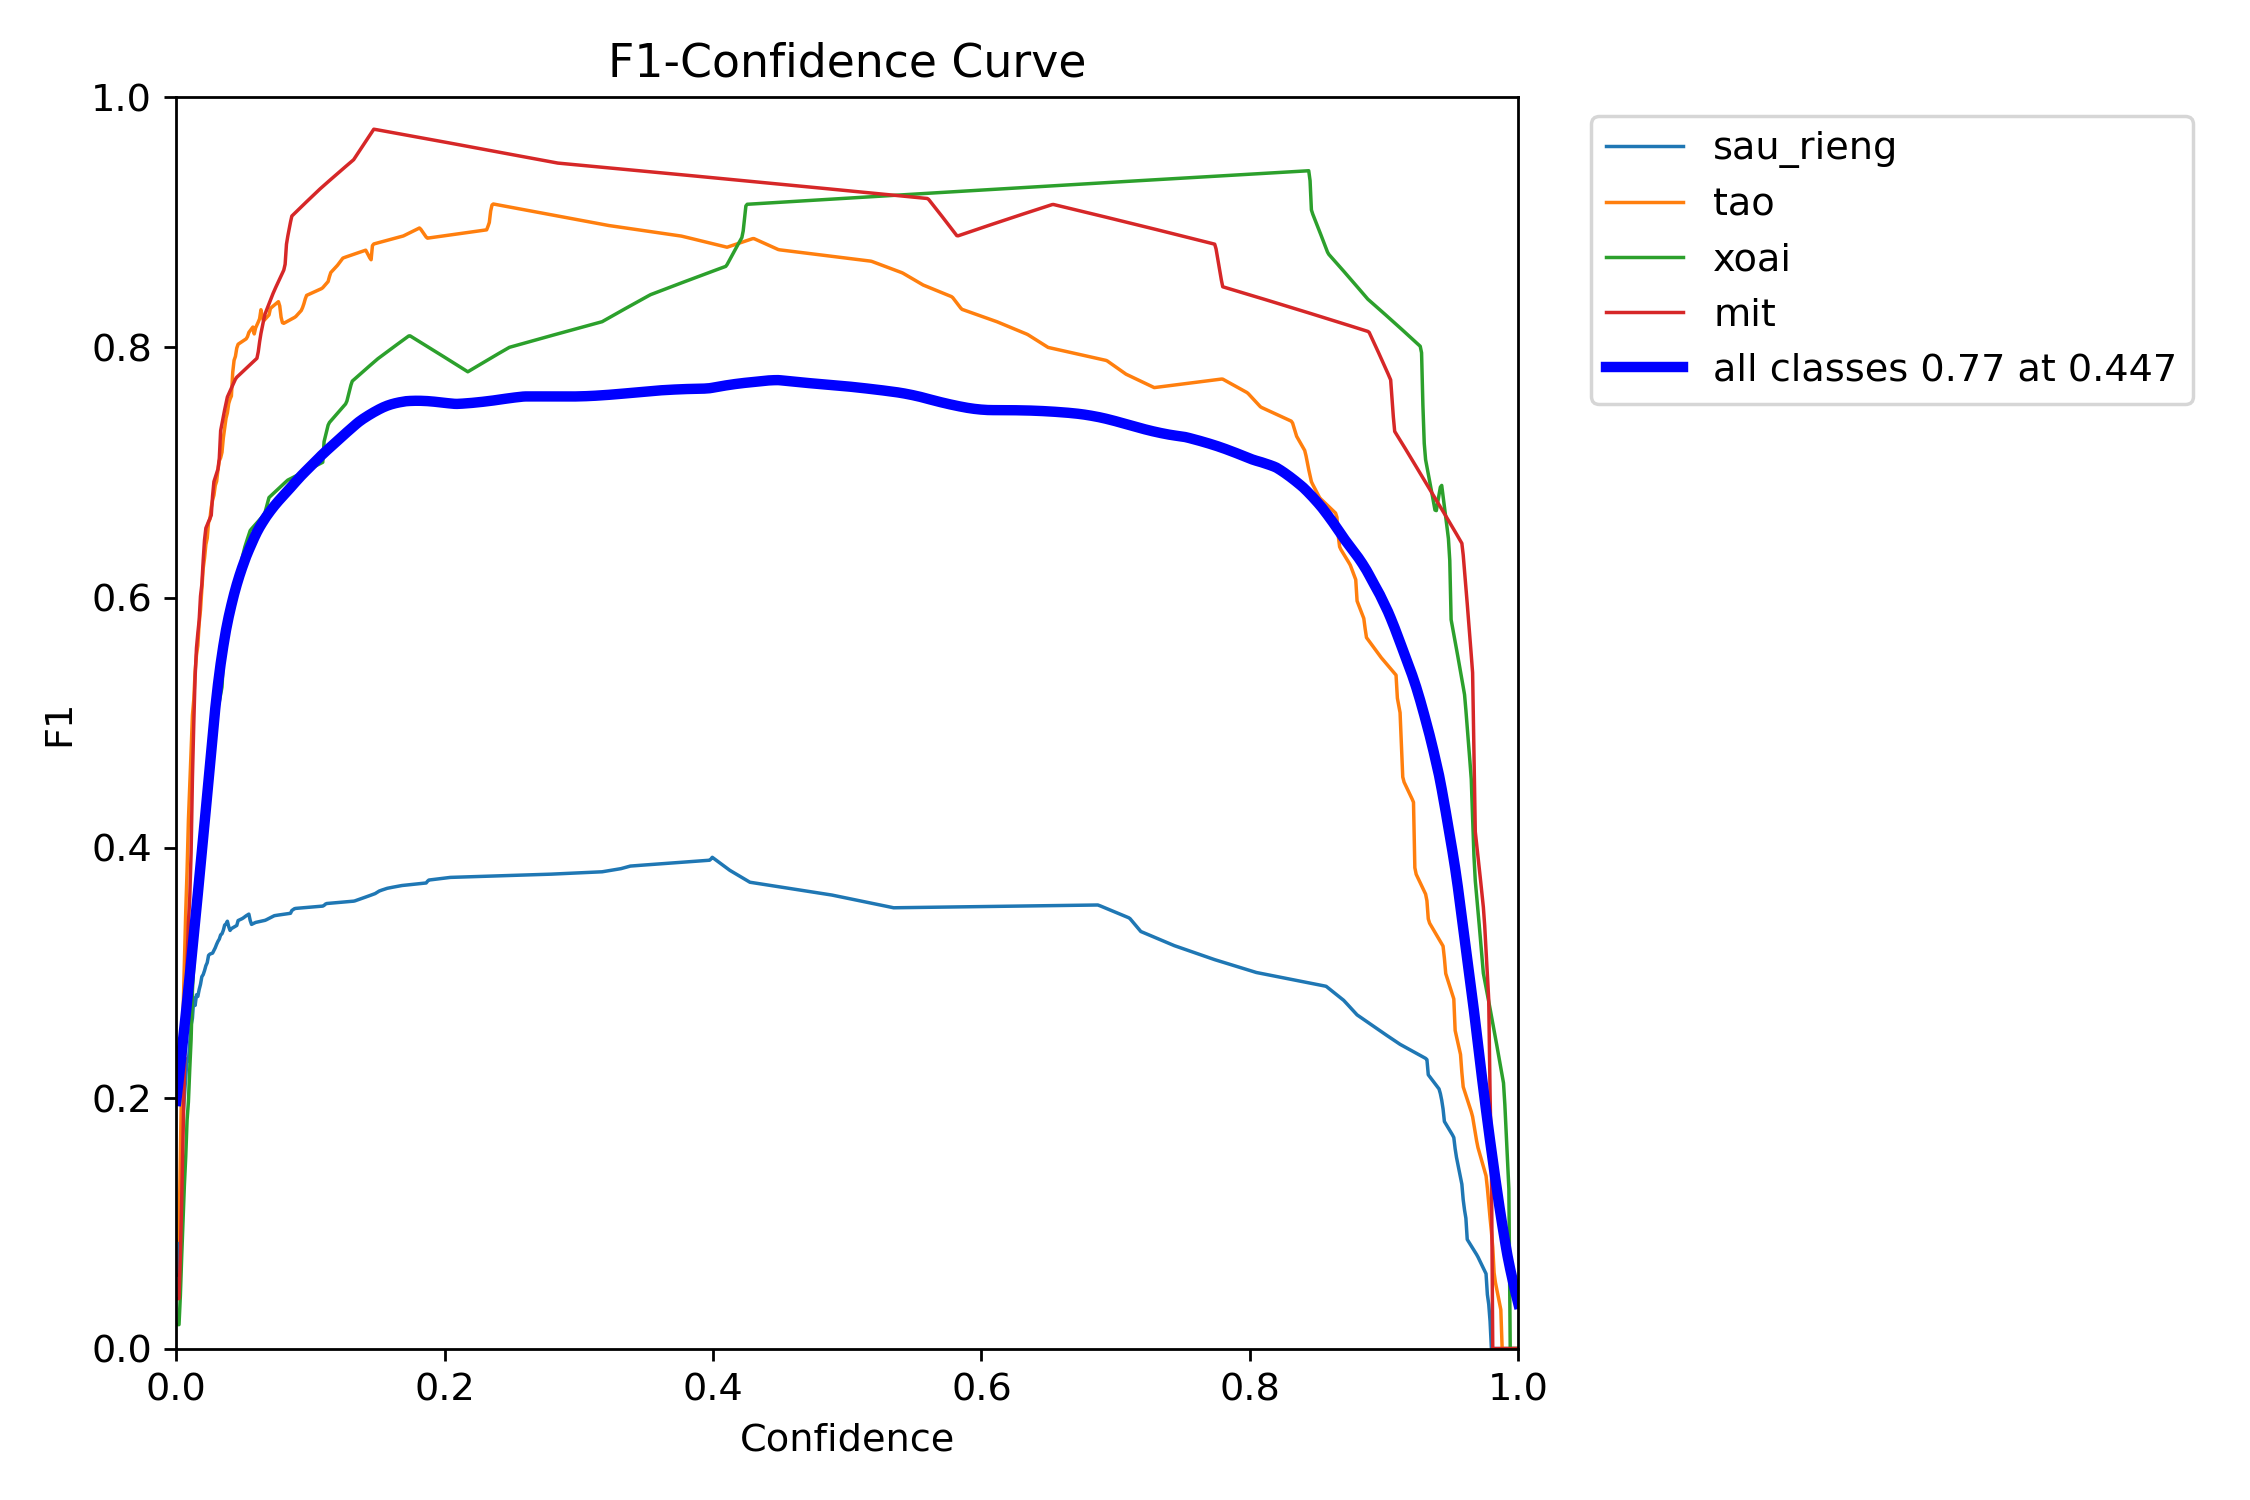 F1-Confidence Curve
1.0
0.8
0.6
0.4
0.2
0.0
F1
0.0 0.2 0.4 0.6 0.8 1.0
Confidence
sau_rieng
tao
xoai
mit
all classes 0.77 at 0.447